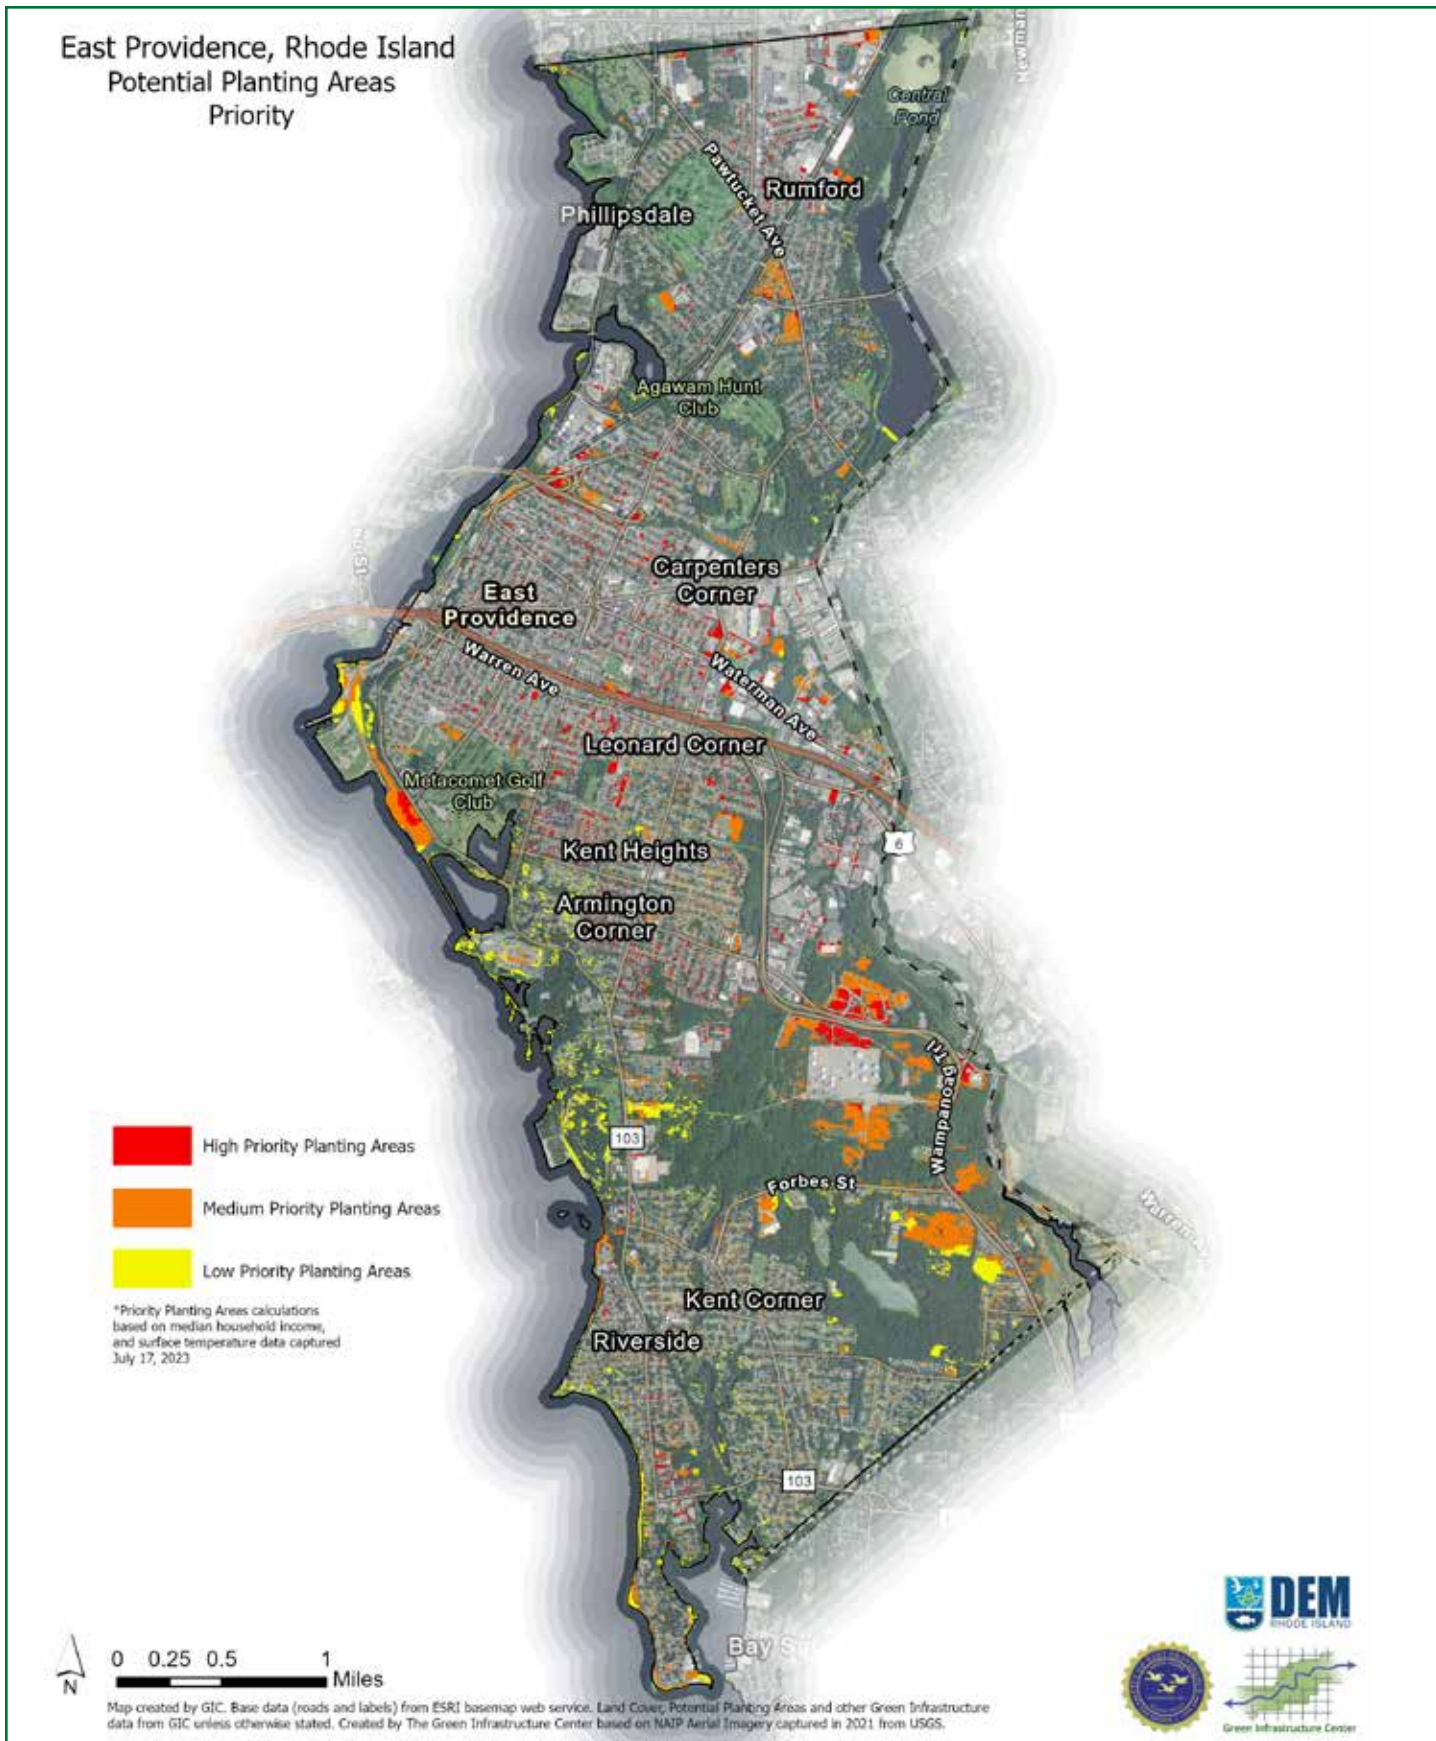 East Providence, Rhode Island
Potential Planting Areas
Priority
Newman
Central
Pond
Pawtucket Ave
Rumford
Phillipsdale
Agawam Hunt
Club
Carpenters
Corner
East
Providence
Warren Ave
Waterman Ave
Leonard Corner
Metacomet Golf
Club
6
Kent Heights
Armington
Corner
Wampanoag Trl
103
High Priority Planting Areas
Forbes St
Medium Priority Planting Areas
Low Priority Planting Areas
Kent Corner
*Priority Planting Areas calculations
based on median household income,
and surface temperature data captured
July 17, 2023
Riverside
103
DEM
RHODE ISLAND
Bay
0 0.25 0.5 1
Miles
N
Map created by GIC. Base data (roads and labels) from ESRI basemap web service. Land Cover, Potential Planting Areas and other Green Infrastructure
data from GIC unless otherwise stated. Created by The Green Infrastructure Center based on NAIP Aerial Imagery captured in 2021 from USGS.
Green Infrastructure Center